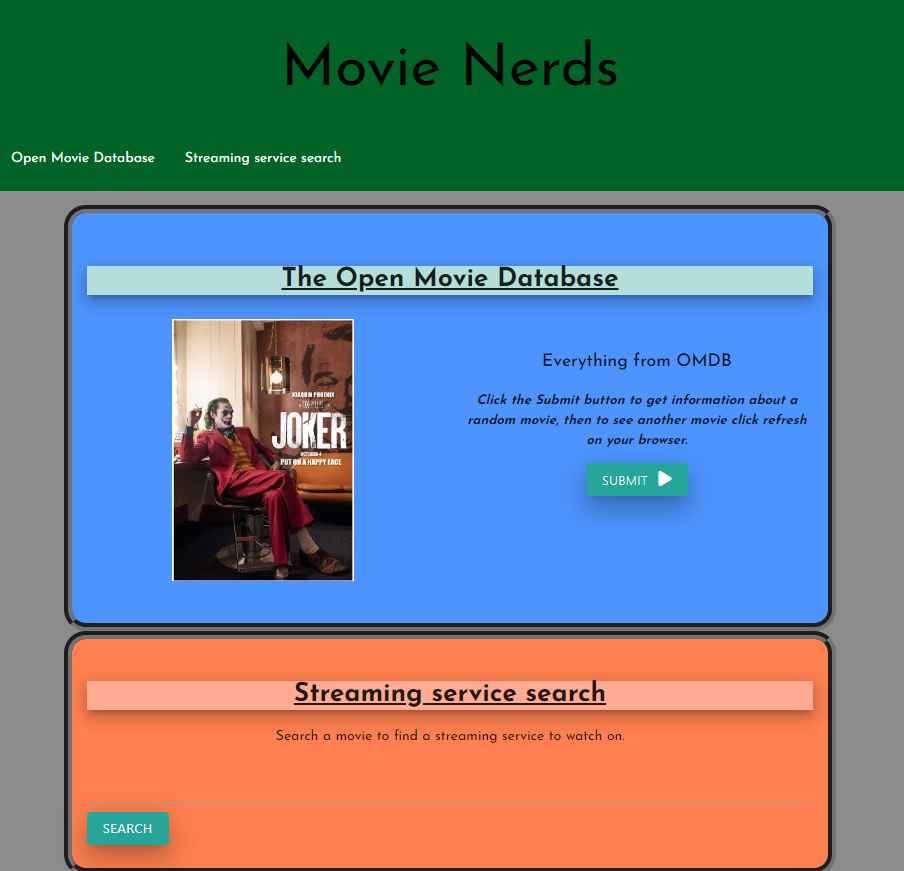 Movie Nerds
Open Movie Database
Streaming service search
The Open Movie Database
JOAQUIN PHOENIX
JOKER
OCTOBER 4
PUT ON A HAPPY FACE
Everything from OMDB
Click the Submit button to get information about a
random movie, then to see another movie click refresh
on your browser.
SUBMIT
Streaming service search
Search a movie to find a streaming service to watch on.
SEARCH